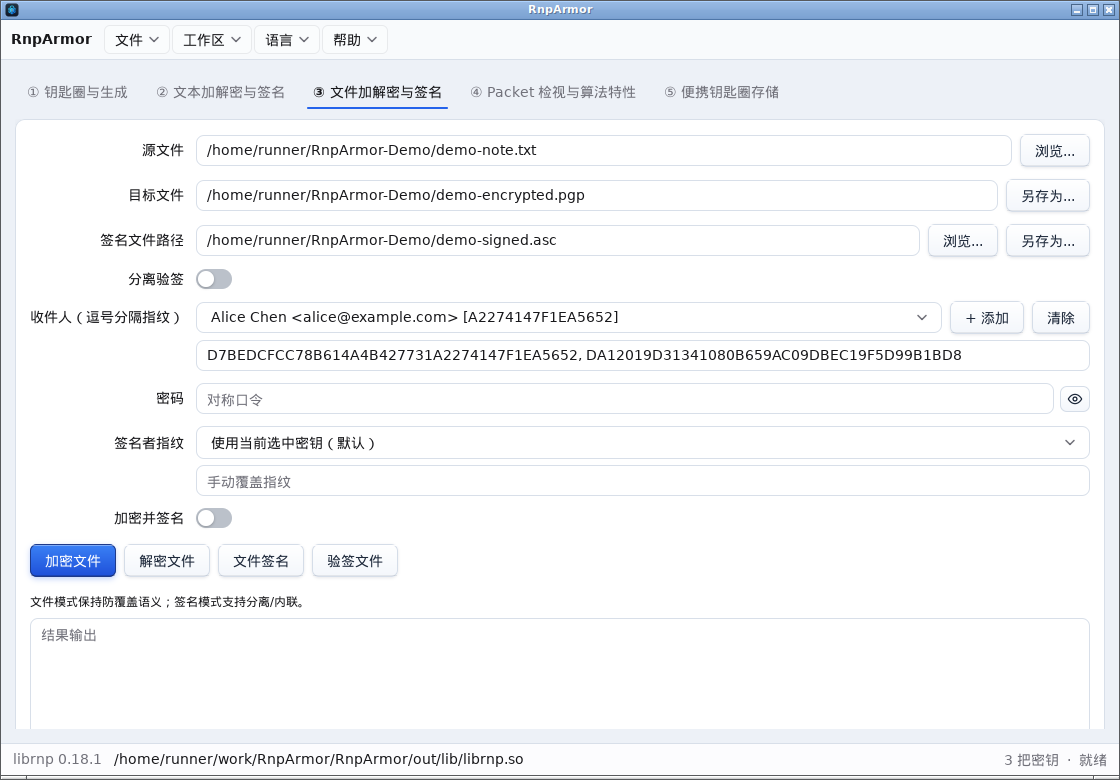 RnpArmor
RnpArmor 文件 工作区 语言 帮助
① 钥匙圈与生成 ② 文本加解密与签名 ③ 文件加解密与签名 ④ Packet 检视与算法特性 ⑤ 便携钥匙圈存储
源文件 /home/runner/RnpArmor-Demo/demo-note.txt 浏览...
目标文件 /home/runner/RnpArmor-Demo/demo-encrypted.pgp 另存为...
签名文件路径 /home/runner/RnpArmor-Demo/demo-signed.asc 浏览... 另存为...
分离验签
收件人（逗号分隔指纹） Alice Chen <alice@example.com> [A2274147F1EA5652] + 添加 清除
D7BEDCFCC78B614A4B427731A2274147F1EA5652, DA12019D31341080B659AC09DBEC19F5D99B1BD8
密码 对称口令
签名者指纹 使用当前选中密钥（默认）
手动覆盖指纹
加密并签名
加密文件 解密文件 文件签名 验签文件
文件模式保持防覆盖语义；签名模式支持分离/内联。
结果输出
librnp 0.18.1 /home/runner/work/RnpArmor/RnpArmor/out/lib/librnp.so 3 把密钥 · 就绪